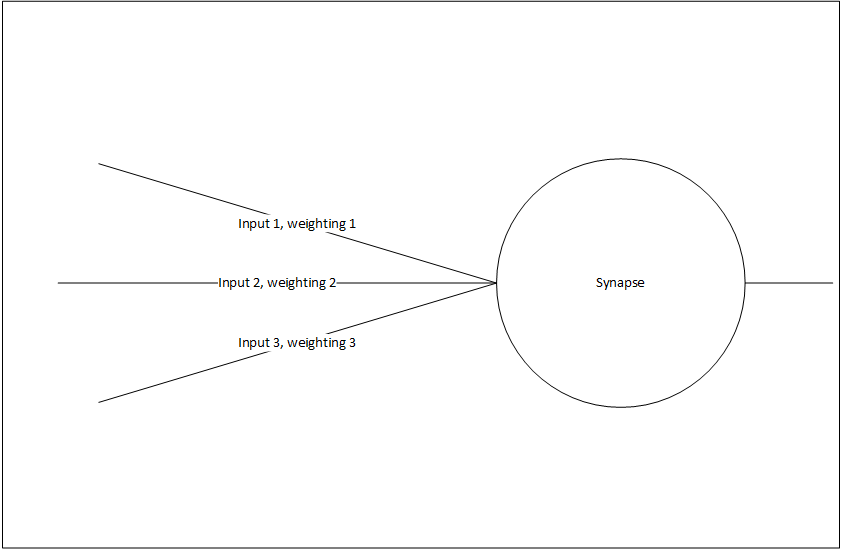 Input 1, weighting 1
Input 2, weighting 2
Synapse
Input 3, weighting 3